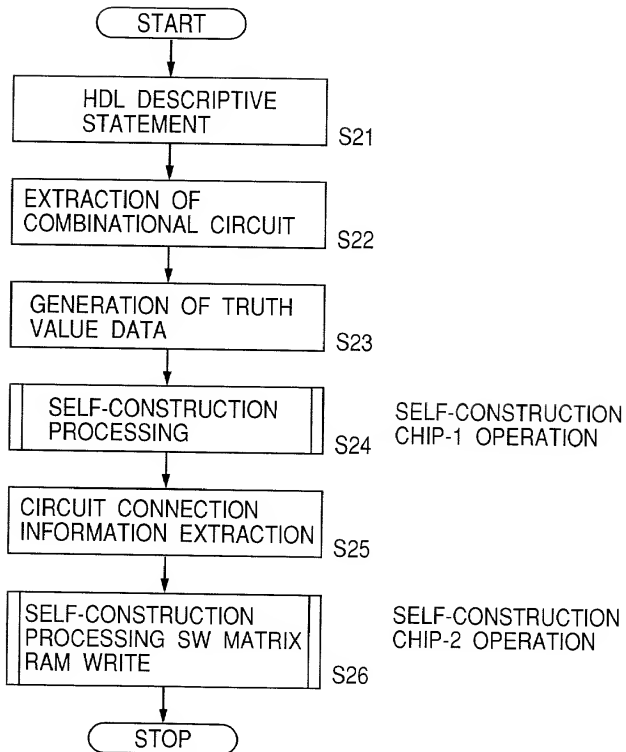 START
HDL DESCRIPTIVE
STATEMENT
S21
EXTRACTION OF
COMBINATIONAL CIRCUIT
S22
GENERATION OF TRUTH
VALUE DATA
S23
SELF-CONSTRUCTION
PROCESSING
S24
SELF-CONSTRUCTION
CHIP-1 OPERATION
CIRCUIT CONNECTION
INFORMATION EXTRACTION
S25
SELF-CONSTRUCTION
PROCESSING SW MATRIX
RAM WRITE
S26
SELF-CONSTRUCTION
CHIP-2 OPERATION
STOP